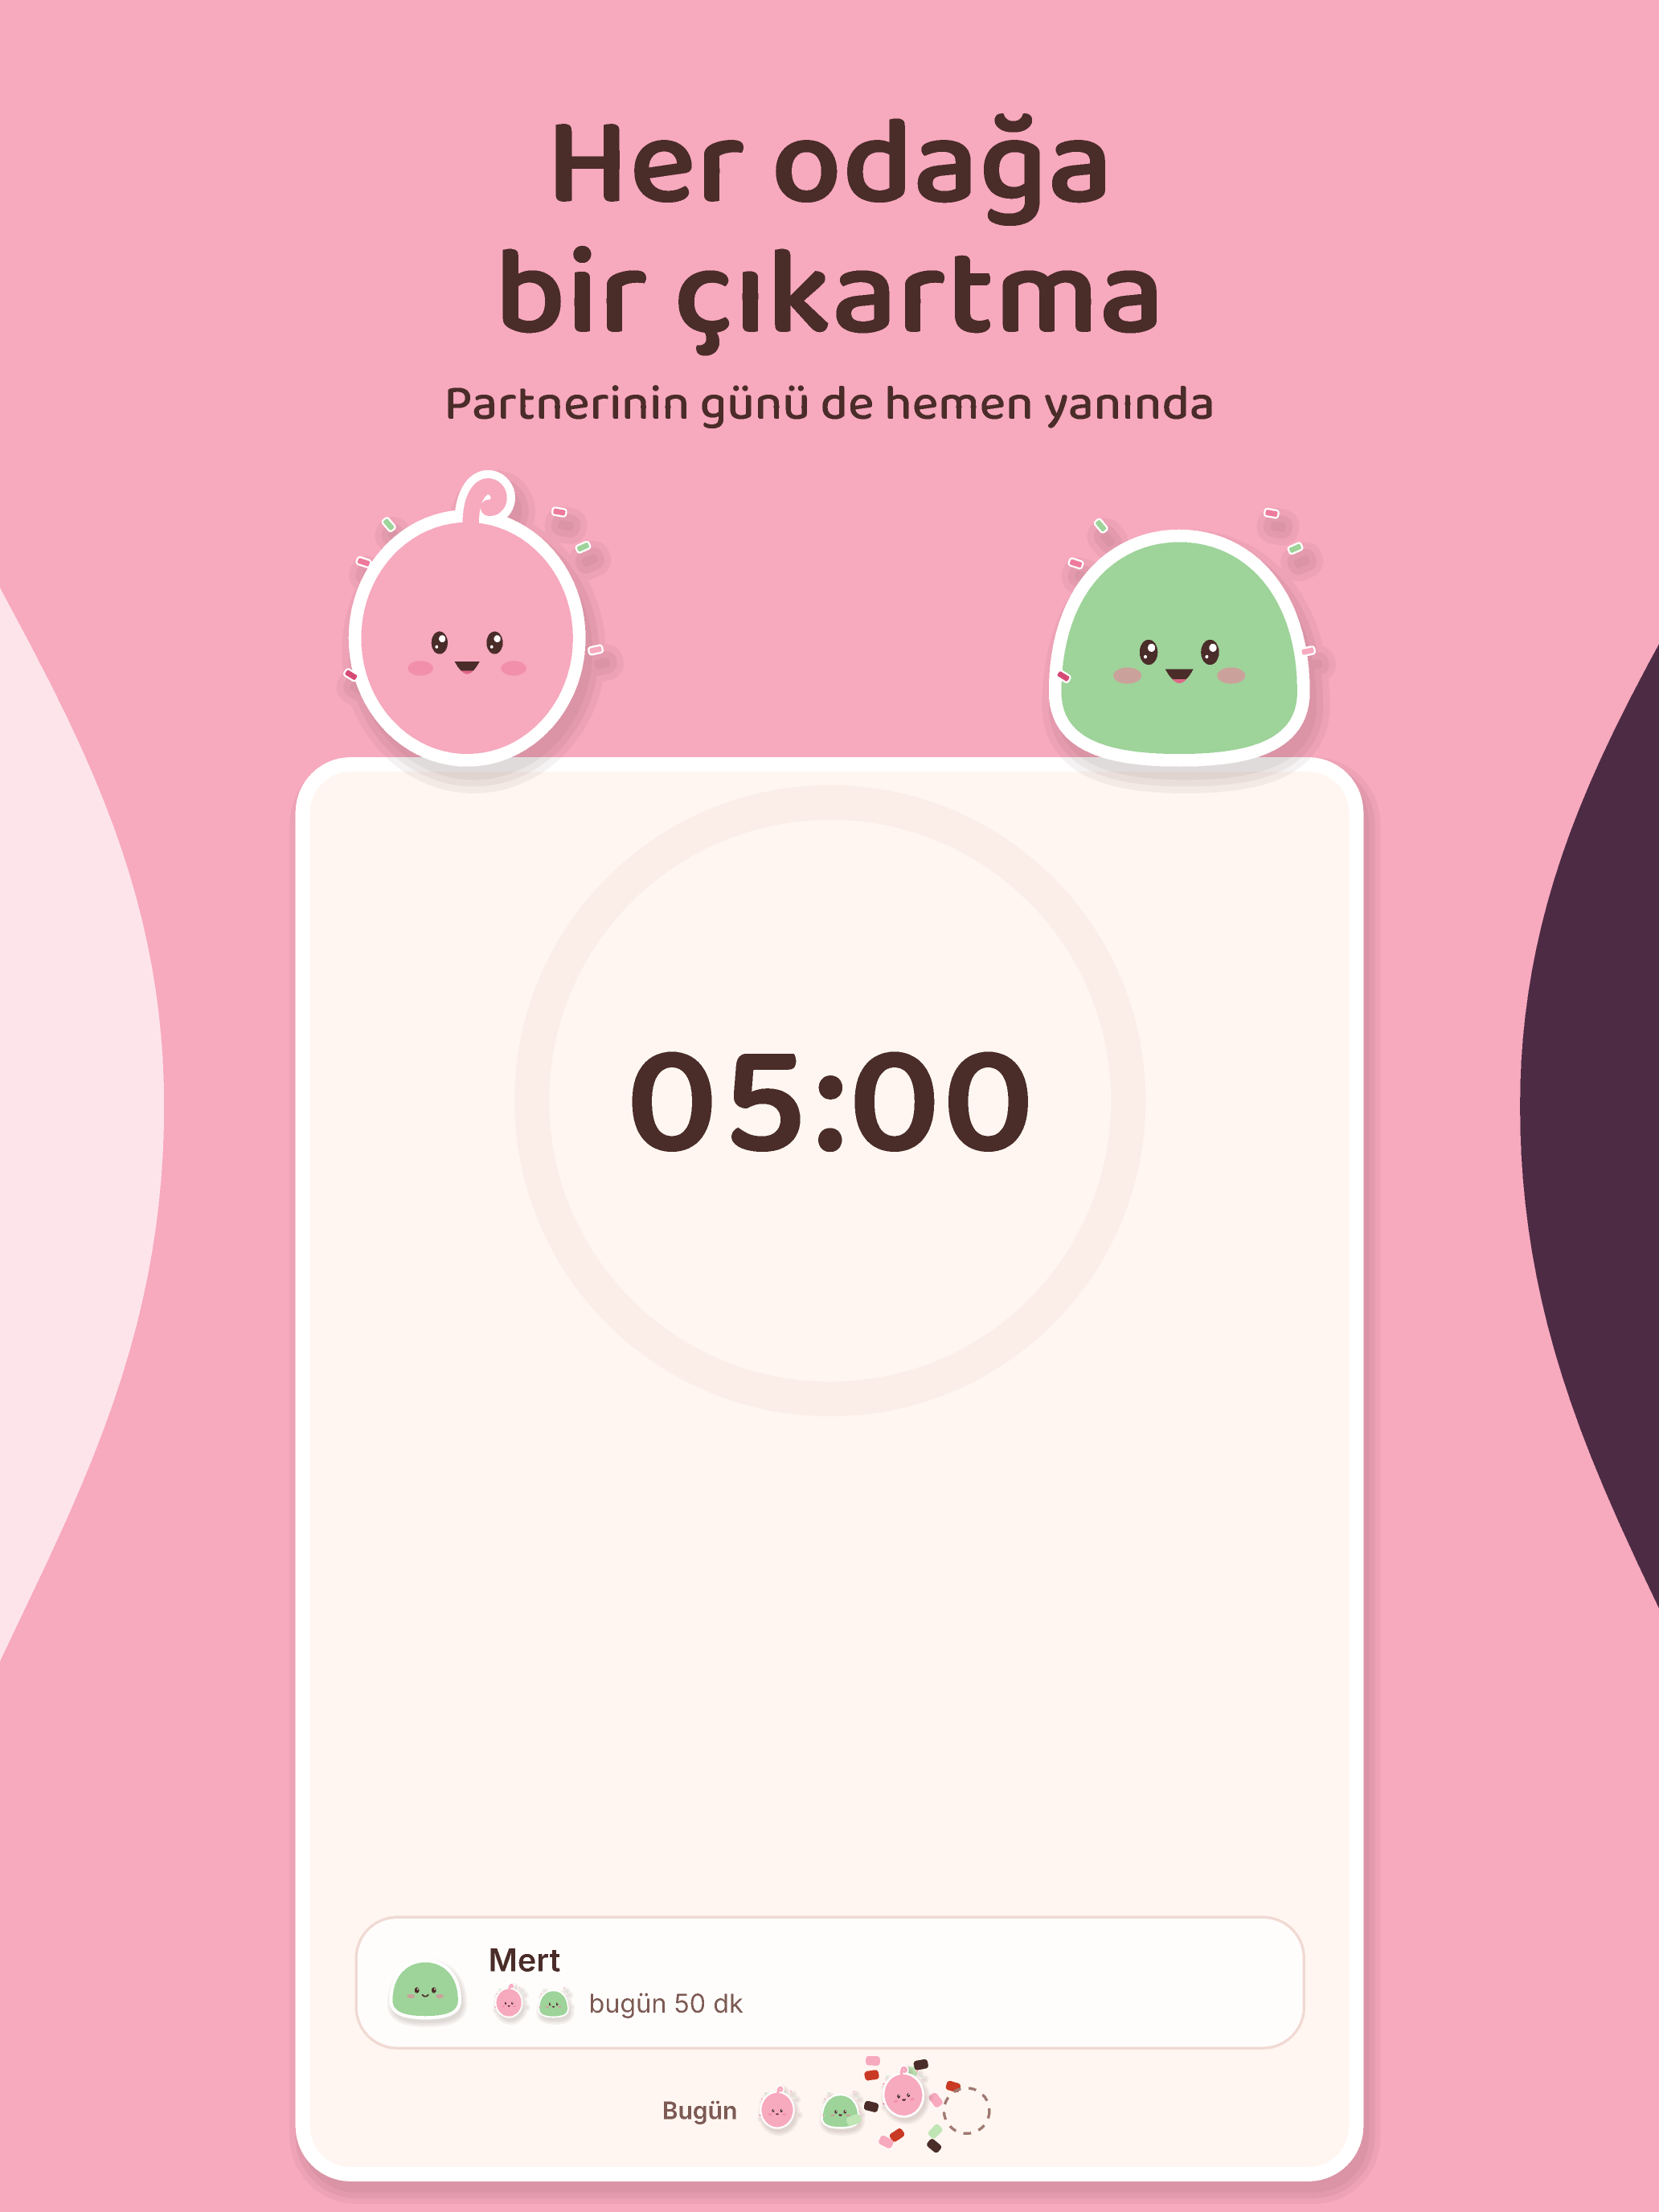 Her odağa
bir çıkartma
Partnerinin günü de hemen yanında
05:00
Mert
bugün 50 dk
Bugün